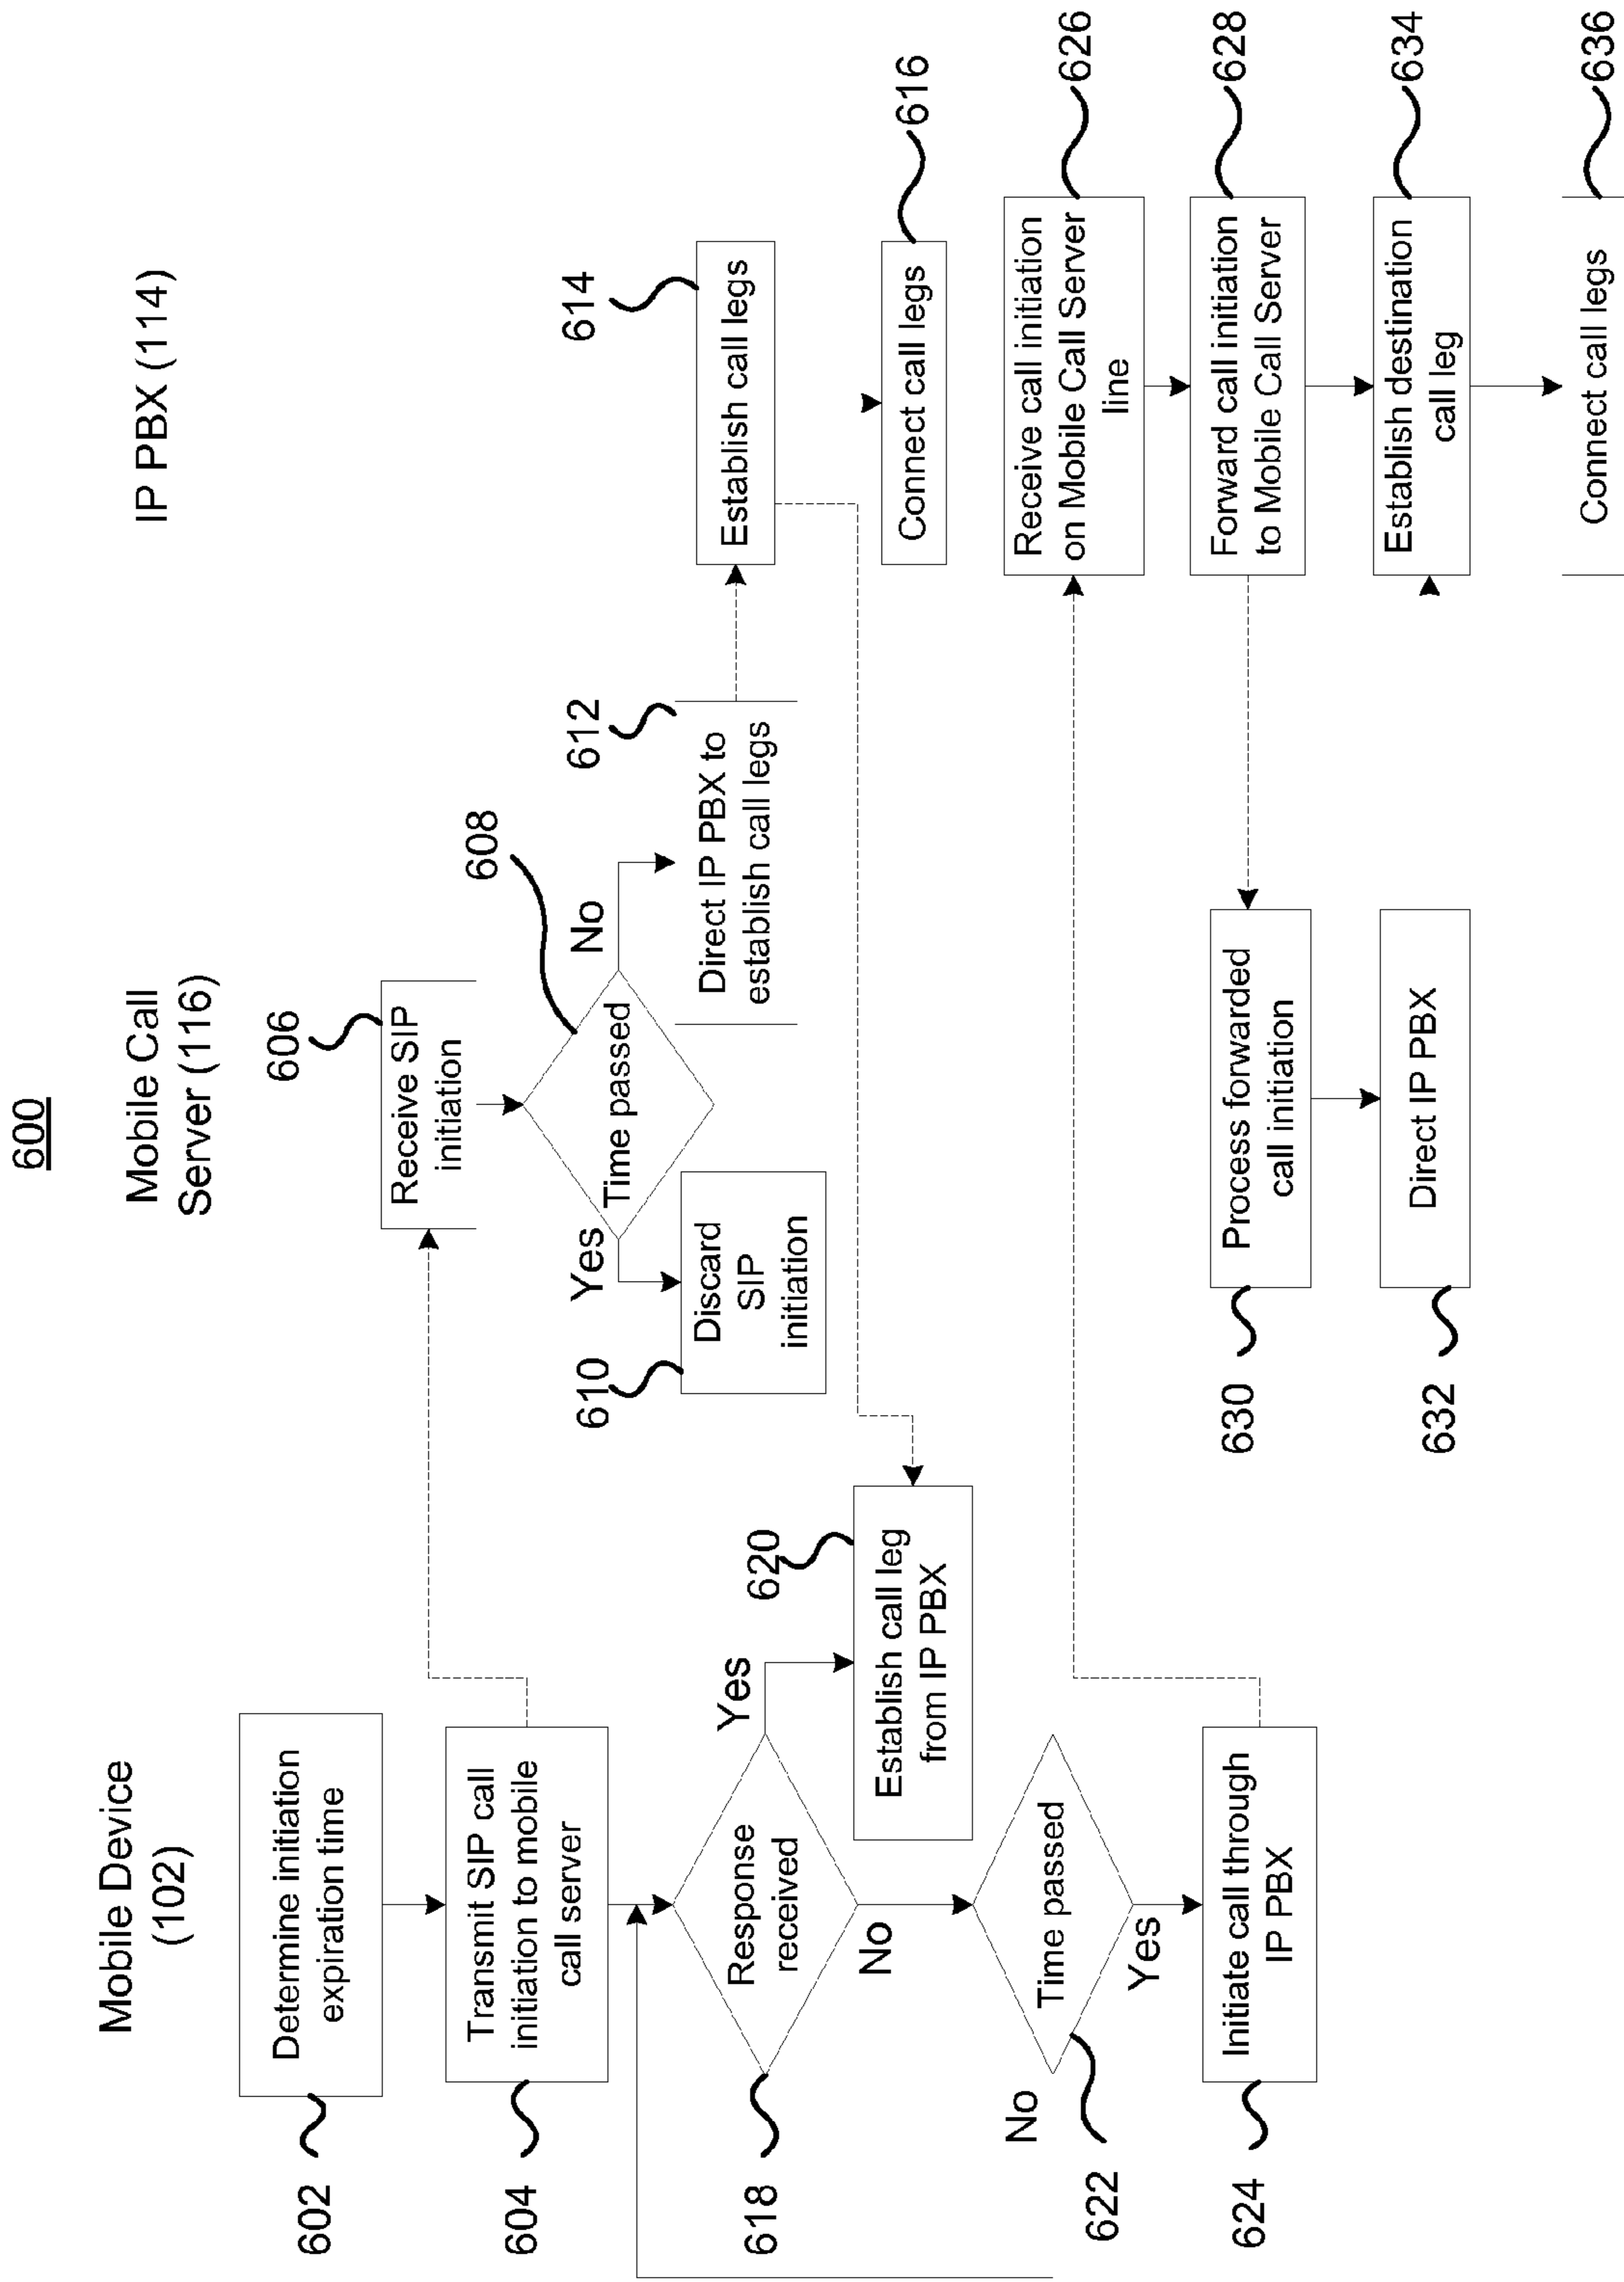 600
Mobile Device
(102)
Mobile Call
Server (116)
IP PBX (114)
602
Determine initiation
expiration time
604
Transmit SIP call
initiation to mobile
call server
606
Receive SIP
initiation
608
Time passed
Yes
No
610
Discard
SIP
initiation
612
Direct IP PBX to
establish call legs
614
Establish call legs
616
Connect call legs
618
Response
received
Yes
No
620
Establish call leg
from IP PBX
622
Time passed
No
Yes
624
Initiate call through
IP PBX
626
Receive call initiation
on Mobile Call Server
line
628
Forward call initiation
to Mobile Call Server
630
Process forwarded
call initiation
632
Direct IP PBX
634
Establish destination
call leg
636
Connect call legs